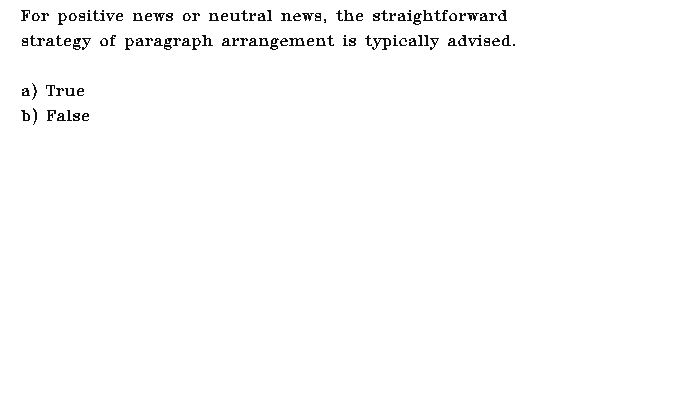 For positive news or neutral news, the straightforward
strategy of paragraph arrangement is typically advised.
a) True
b) False